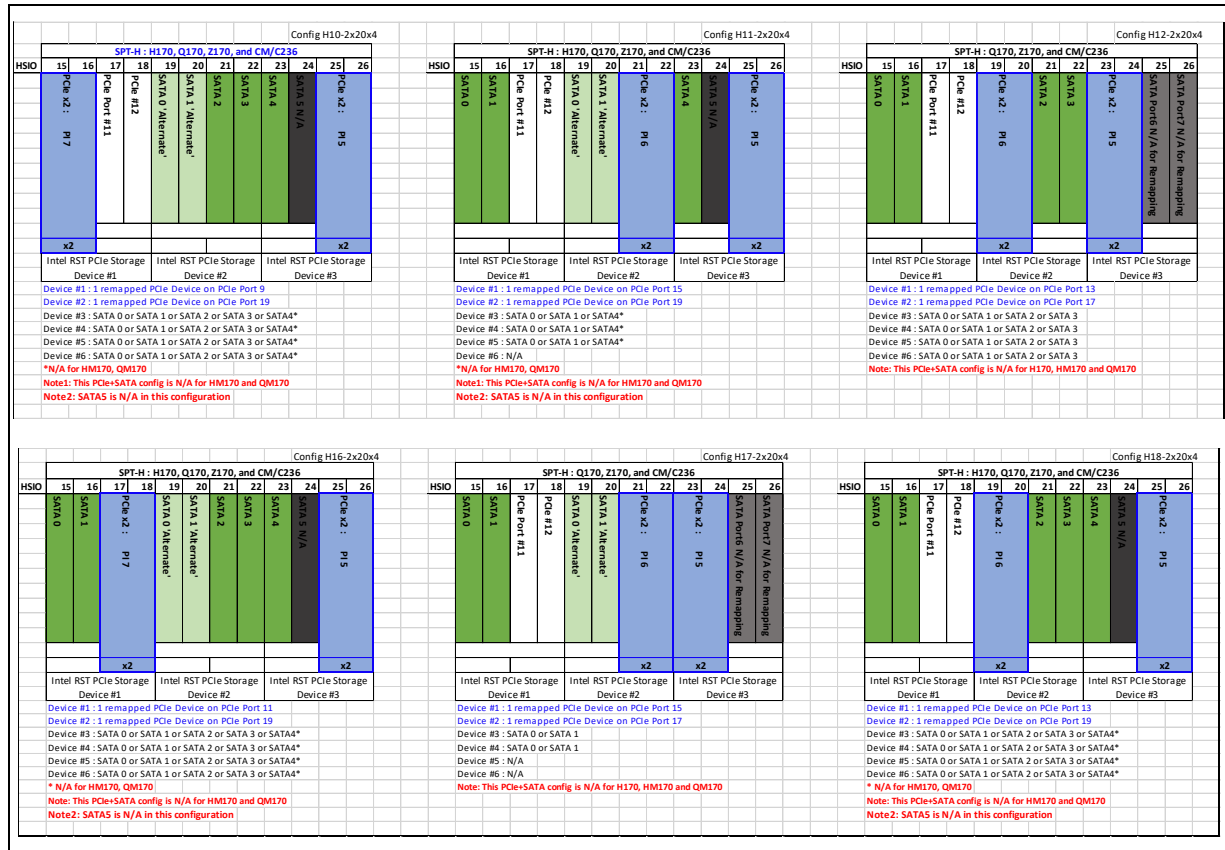 Config H10-2x20x4
SPT-H : H170, Q170, Z170, and CM/C236
HSIO 15 16 17 18 19 20 21 22 23 24 25 26
PCIe x2 : PI 7
PCIe Port #11
PCIe #12
SATA 0 'Alternate'
SATA 1 'Alternate'
SATA 2
SATA 3
SATA 4
SATA 5 N/A
PCIe x2 : PI 5
x2 x2
Intel RST PCIe Storage Device #1
Intel RST PCIe Storage Device #2
Intel RST PCIe Storage Device #3
Device #1 : 1 remapped PCIe Device on PCIe Port 9
Device #2 : 1 remapped PCIe Device on PCIe Port 19
Device #3 : SATA 0 or SATA 1 or SATA 2 or SATA 3 or SATA4*
Device #4 : SATA 0 or SATA 1 or SATA 2 or SATA 3 or SATA4*
Device #5 : SATA 0 or SATA 1 or SATA 2 or SATA 3 or SATA4*
Device #6 : SATA 0 or SATA 1 or SATA 2 or SATA 3 or SATA4*
*N/A for HM170, QM170
Note1: This PCIe+SATA config is N/A for HM170 and QM170
Note2: SATA5 is N/A in this configuration
Config H11-2x20x4
SPT-H : H170, Q170, Z170, and CM/C236
HSIO 15 16 17 18 19 20 21 22 23 24 25 26
SATA 0
SATA 1
PCIe Port #11
PCIe #12
SATA 0 'Alternate'
SATA 1 'Alternate'
PCIe x2 : PI 6
SATA 4
SATA 5 N/A
PCIe x2 : PI 5
x2 x2
Intel RST PCIe Storage Device #1
Intel RST PCIe Storage Device #2
Intel RST PCIe Storage Device #3
Device #1 : 1 remapped PCIe Device on PCIe Port 15
Device #2 : 1 remapped PCIe Device on PCIe Port 19
Device #3 : SATA 0 or SATA 1 or SATA4*
Device #4 : SATA 0 or SATA 1 or SATA4*
Device #5 : SATA 0 or SATA 1 or SATA4*
Device #6 : N/A
*N/A for HM170, QM170
Note1: This PCIe+SATA config is N/A for HM170 and QM170
Note2: SATA5 is N/A in this configuration
Config H12-2x20x4
SPT-H : Q170, Z170, and CM/C236
HSIO 15 16 17 18 19 20 21 22 23 24 25 26
SATA 0
SATA 1
PCIe Port #11
PCIe #12
PCIe x2 : PI 6
SATA 2
SATA 3
PCIe x2 : PI 5
SATA Port6 N/A for Remapping
SATA Port7 N/A for Remapping
x2 x2
Intel RST PCIe Storage Device #1
Intel RST PCIe Storage Device #2
Intel RST PCIe Storage Device #3
Device #1 : 1 remapped PCIe Device on PCIe Port 13
Device #2 : 1 remapped PCIe Device on PCIe Port 17
Device #3 : SATA 0 or SATA 1 or SATA 2 or SATA 3
Device #4 : SATA 0 or SATA 1 or SATA 2 or SATA 3
Device #5 : SATA 0 or SATA 1 or SATA 2 or SATA 3
Device #6 : SATA 0 or SATA 1 or SATA 2 or SATA 3
Note: This PCIe+SATA config is N/A for H170, HM170 and QM170
Config H16-2x20x4
SPT-H : H170, Q170, Z170, and CM/C236
HSIO 15 16 17 18 19 20 21 22 23 24 25 26
SATA 0
SATA 1
PCIe x2 : PI 7
SATA 0 'Alternate'
SATA 1 'Alternate'
SATA 2
SATA 3
SATA 4
SATA 5 N/A
PCIe x2 : PI 5
x2 x2
Intel RST PCIe Storage Device #1
Intel RST PCIe Storage Device #2
Intel RST PCIe Storage Device #3
Device #1 : 1 remapped PCIe Device on PCIe Port 11
Device #2 : 1 remapped PCIe Device on PCIe Port 19
Device #3 : SATA 0 or SATA 1 or SATA 2 or SATA 3 or SATA4*
Device #4 : SATA 0 or SATA 1 or SATA 2 or SATA 3 or SATA4*
Device #5 : SATA 0 or SATA 1 or SATA 2 or SATA 3 or SATA4*
Device #6 : SATA 0 or SATA 1 or SATA 2 or SATA 3 or SATA4*
* N/A for HM170, QM170
Note: This PCIe+SATA config is N/A for HM170 and QM170
Note2: SATA5 is N/A in this configuration
Config H17-2x20x4
SPT-H : Q170, Z170, and CM/C236
HSIO 15 16 17 18 19 20 21 22 23 24 25 26
SATA 0
SATA 1
PCIe Port #11
PCIe #12
SATA 0 'Alternate'
SATA 1 'Alternate'
PCIe x2 : PI 6
PCIe x2 : PI 5
SATA Port6 N/A for Remapping
SATA Port7 N/A for Remapping
x2 x2
Intel RST PCIe Storage Device #1
Intel RST PCIe Storage Device #2
Intel RST PCIe Storage Device #3
Device #1 : 1 remapped PCIe Device on PCIe Port 15
Device #2 : 1 remapped PCIe Device on PCIe Port 17
Device #3 : SATA 0 or SATA 1
Device #4 : SATA 0 or SATA 1
Device #5 : N/A
Device #6 : N/A
Note: This PCIe+SATA config is N/A for H170, HM170 and QM170
Config H18-2x20x4
SPT-H : H170, Q170, Z170, and CM/C236
HSIO 15 16 17 18 19 20 21 22 23 24 25 26
SATA 0
SATA 1
PCIe Port #11
PCIe #12
PCIe x2 : PI 6
SATA 2
SATA 3
SATA 4
SATA 5 N/A
PCIe x2 : PI 5
x2 x2
Intel RST PCIe Storage Device #1
Intel RST PCIe Storage Device #2
Intel RST PCIe Storage Device #3
Device #1 : 1 remapped PCIe Device on PCIe Port 13
Device #2 : 1 remapped PCIe Device on PCIe Port 19
Device #3 : SATA 0 or SATA 1 or SATA 2 or SATA 3 or SATA4*
Device #4 : SATA 0 or SATA 1 or SATA 2 or SATA 3 or SATA4*
Device #5 : SATA 0 or SATA 1 or SATA 2 or SATA 3 or SATA4*
Device #6 : SATA 0 or SATA 1 or SATA 2 or SATA 3 or SATA4*
* N/A for HM170, QM170
Note: This PCIe+SATA config is N/A for HM170 and QM170
Note2: SATA5 is N/A in this configuration